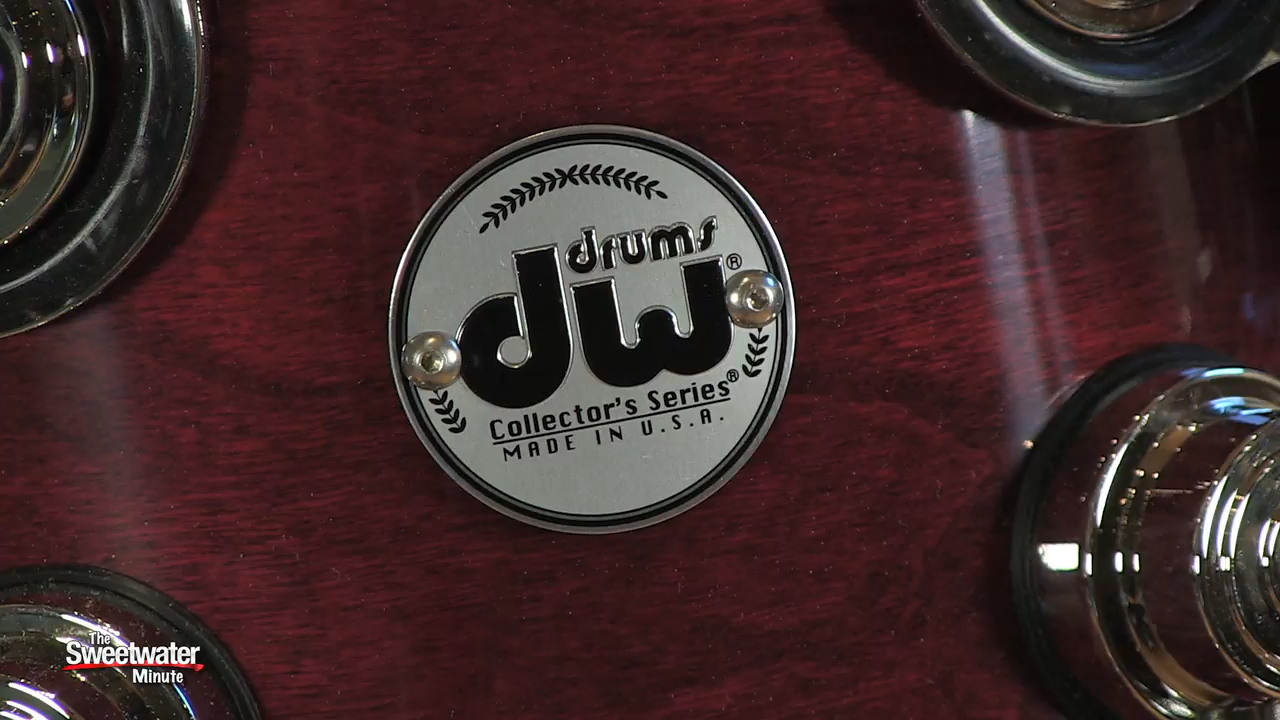 drums
dw®
Collector's Series®
MADE IN U.S.A.
The
Sweetwater
Minute